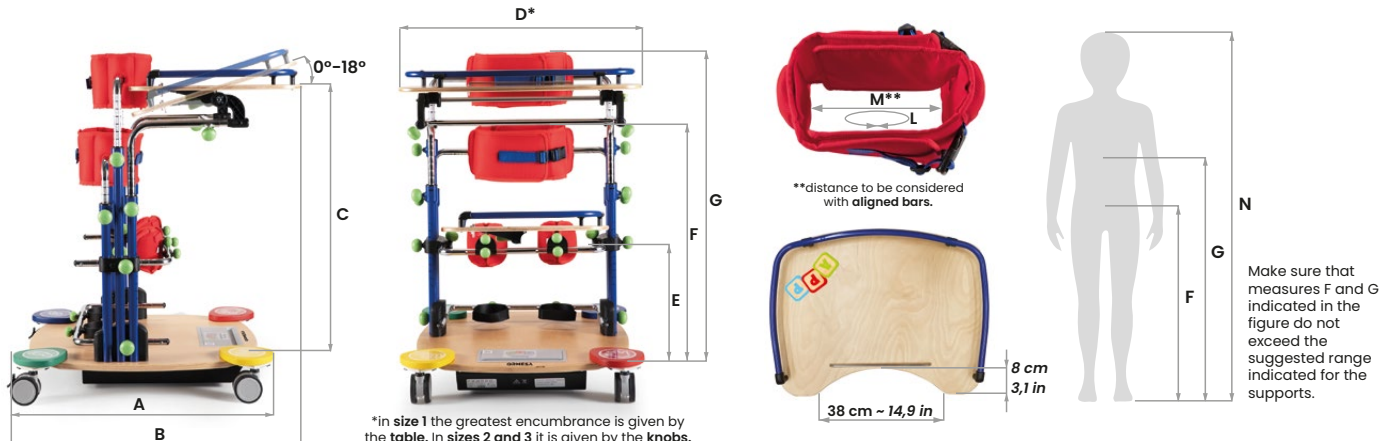 0°–18°
C
A
B
D*
G
F
E
*in size 1 the greatest encumbrance is given by
the table. In sizes 2 and 3 it is given by the knobs.
M**
L
**distance to be considered
with aligned bars.
8 cm
3,1 in
38 cm ~ 14,9 in
N
G
F
Make sure that
measures F and G
indicated in the
figure do not
exceed the
suggested range
indicated for the
supports.